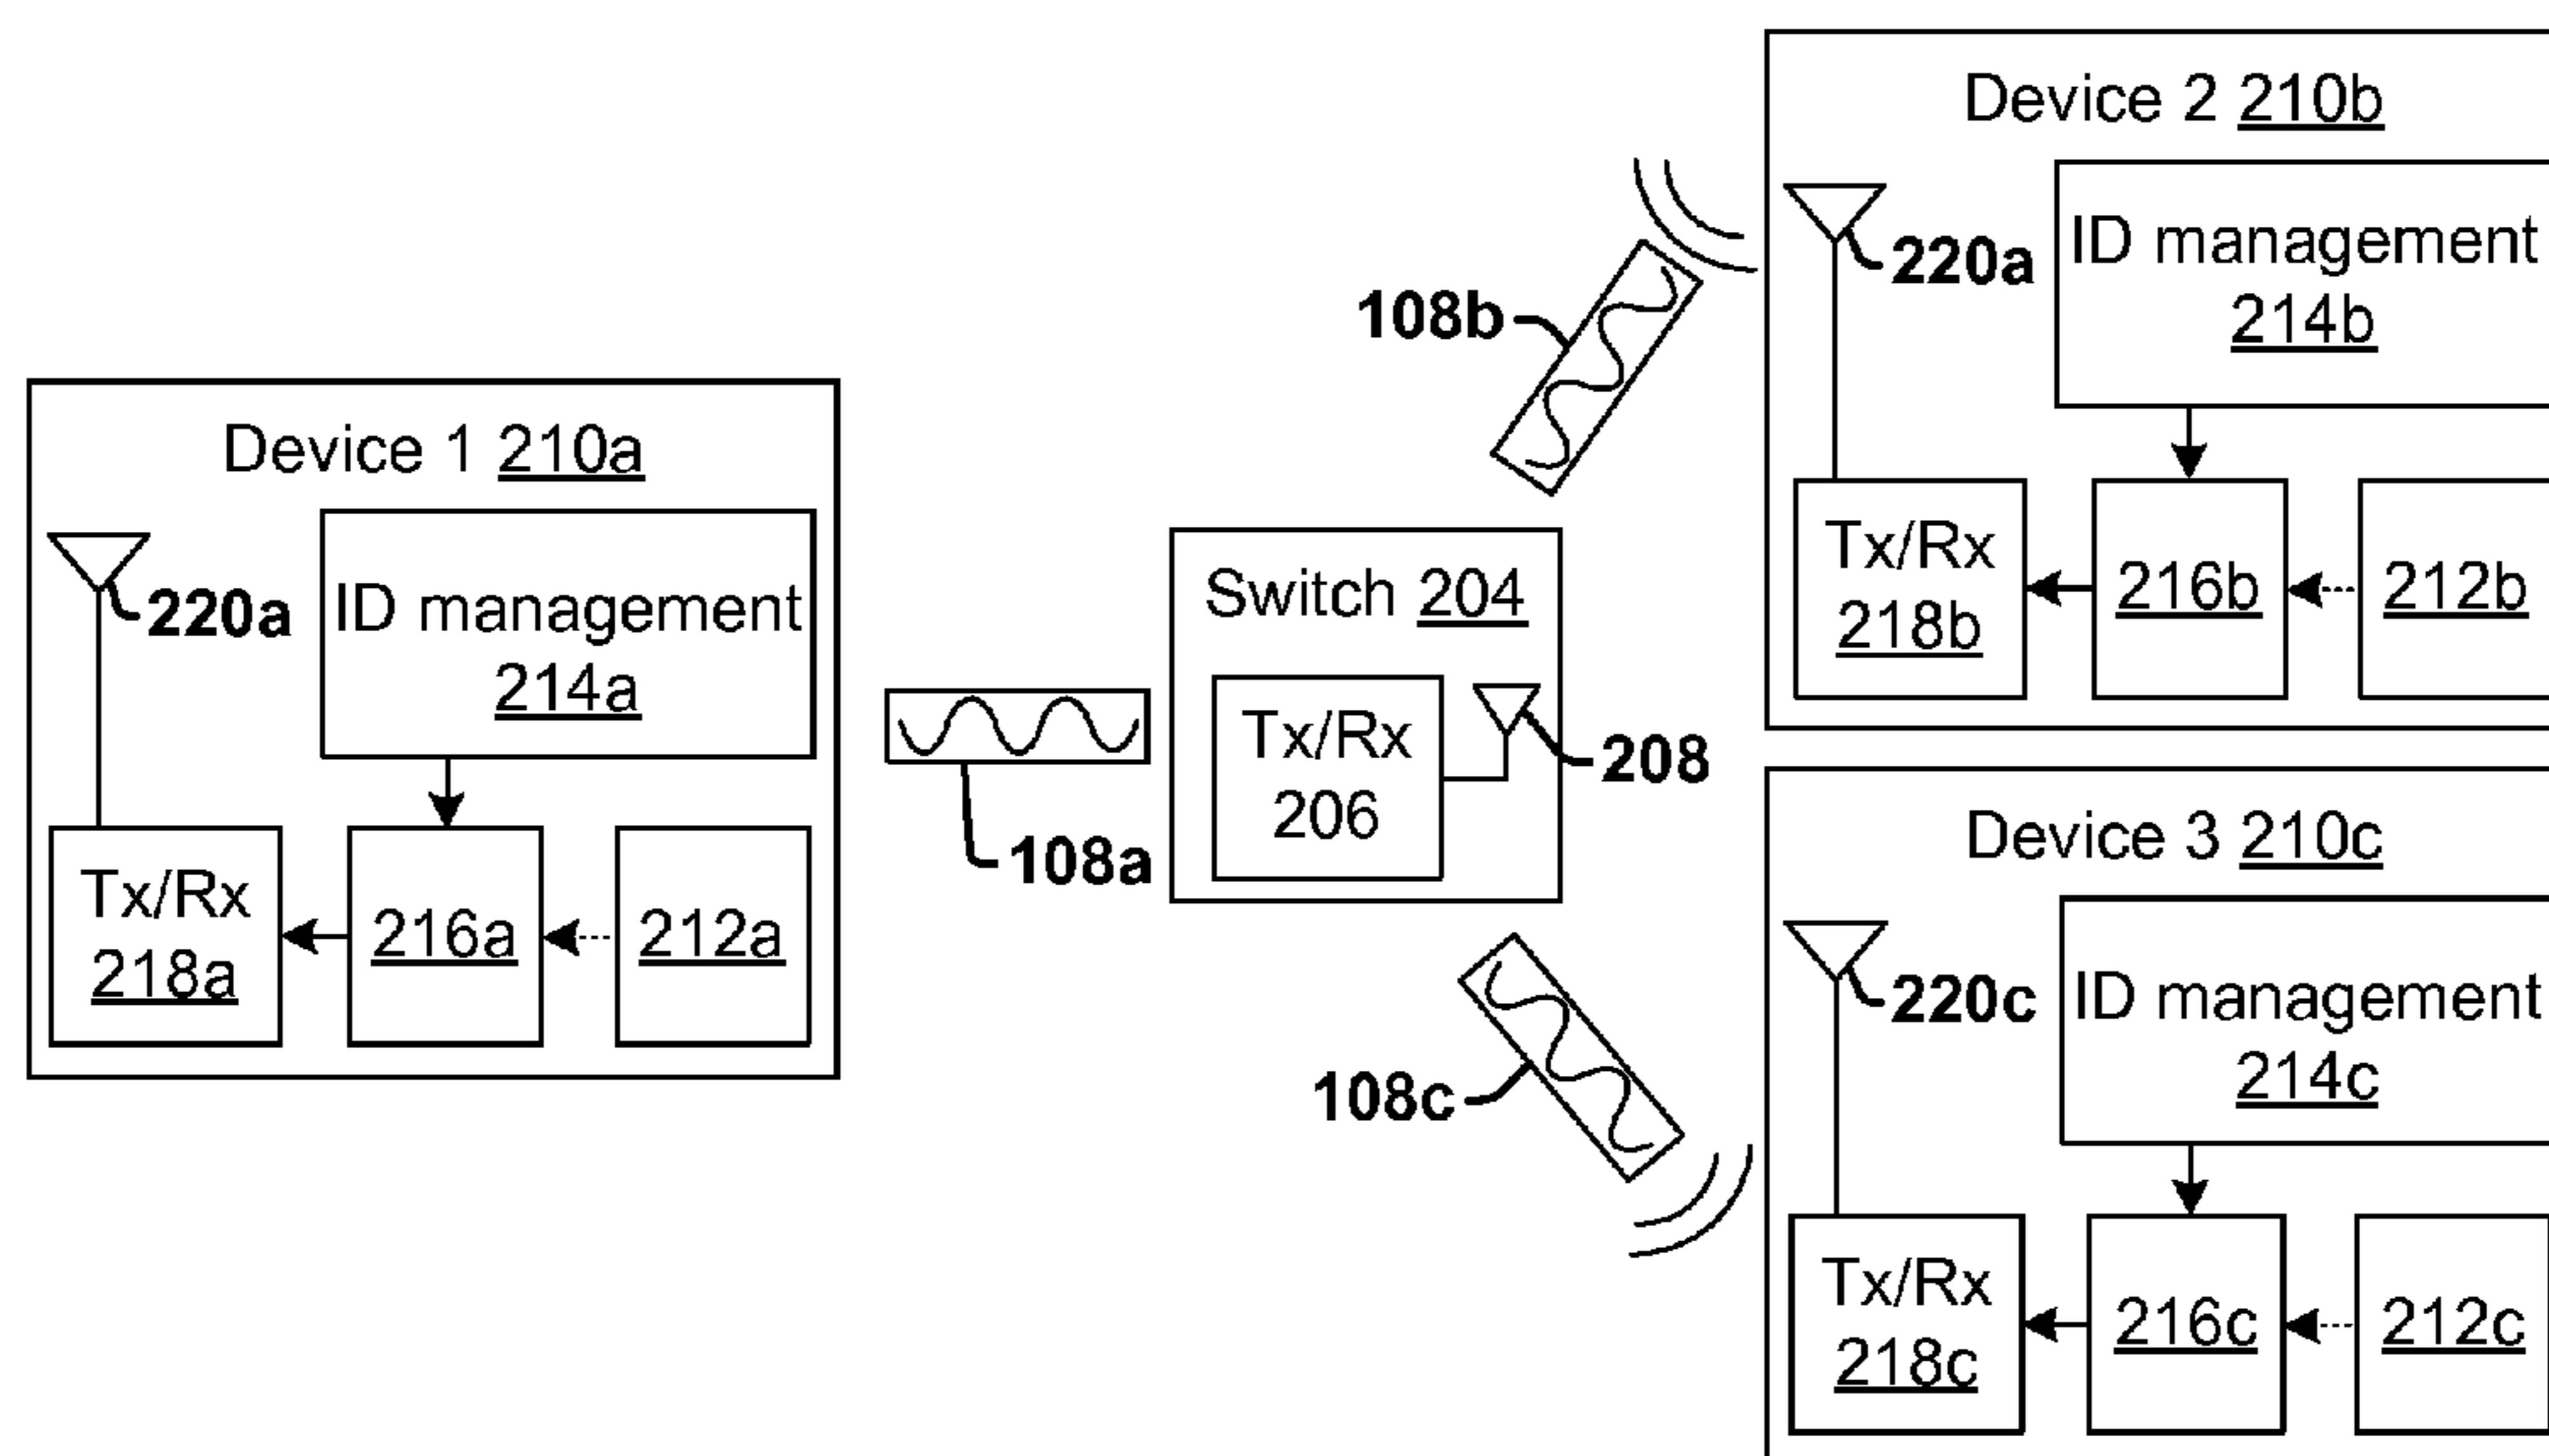 Device 1 210a
220a
ID management
214a
Tx/Rx
218a
216a
212a
108a
Switch 204
Tx/Rx
206
208
108b
108c
Device 2 210b
220a
ID management
214b
Tx/Rx
218b
216b
212b
Device 3 210c
220c
ID management
214c
Tx/Rx
218c
216c
212c